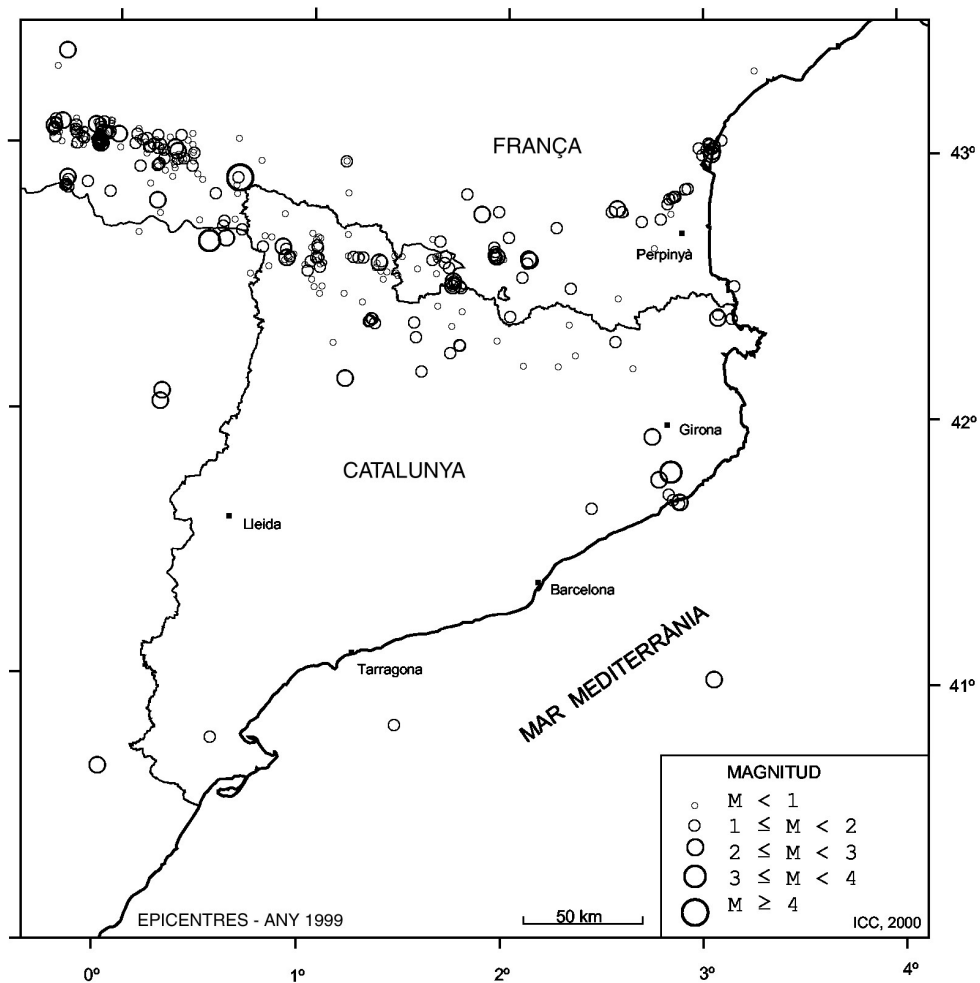 FRANÇA
43º
Perpinyà
Girona
42º
CATALUNYA
Lleida
Barcelona
MAR MEDITERRÀNIA
Tarragona
41º
MAGNITUD
M < 1
1 ≤ M < 2
2 ≤ M < 3
3 ≤ M < 4
M ≥ 4
EPICENTRES - ANY 1999
50 km
ICC, 2000
0º
1º
2º
3º
4º